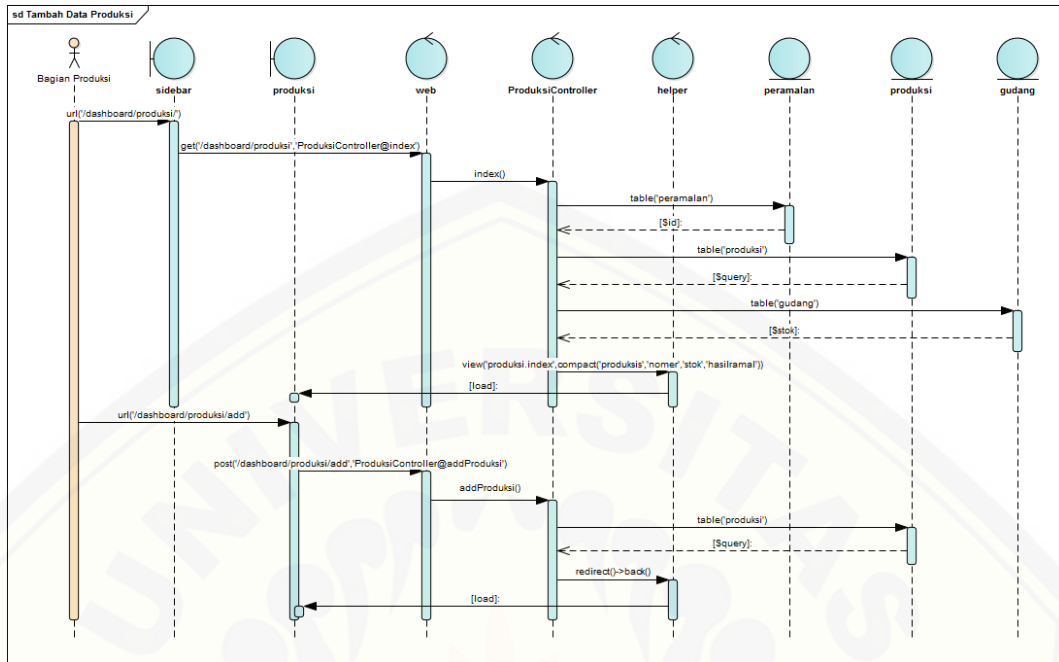 sd Tambah Data Produksi
Bagian Produksi
sidebar
produksi
web
ProduksiController
helper
peramalan
produksi
gudang
url('/dashboard/produksi/')
get('/dashboard/produksi','ProduksiController@index')
index()
table('peramalan')
[$id]:
table('produksi')
[$query]:
table('gudang')
[$stok]:
view('produksi.index',compact('produksis','nomer','stok','hasilramal'))
[load]:
url('/dashboard/produksi/add')
post('/dashboard/produksi/add','ProduksiController@addProduksi')
addProduksi()
table('produksi')
[$query]:
redirect()->back()
[load]:
UNIVERSITAS